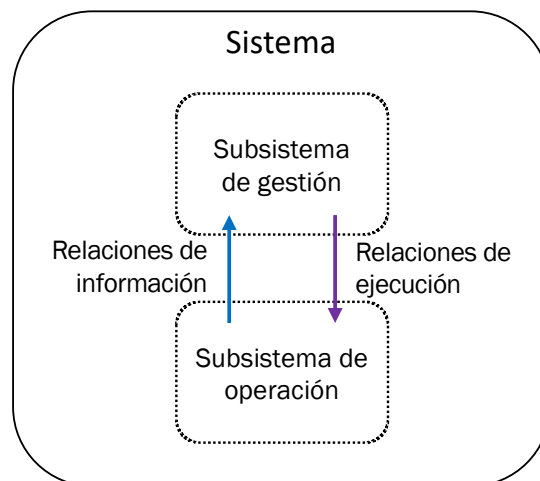 Sistema
Subsistema
de gestión
Relaciones de
información
Relaciones de
ejecución
Subsistema de
operación